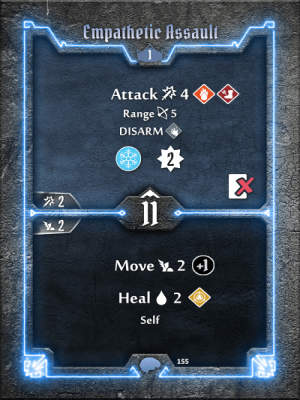 Empathetic Assault
1
Attack 4
Range 5
DISARM
2
2
11
2
Move 2 +1
Heal 2
Self
155